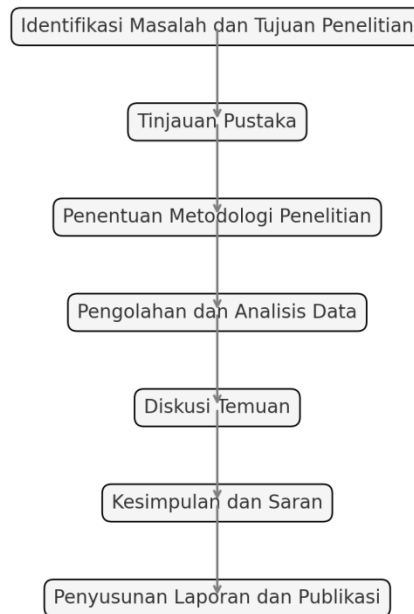 Identifikasi Masalah dan Tujuan Penelitian
Tinjauan Pustaka
Penentuan Metodologi Penelitian
Pengolahan dan Analisis Data
Diskusi Temuan
Kesimpulan dan Saran
Penyusunan Laporan dan Publikasi